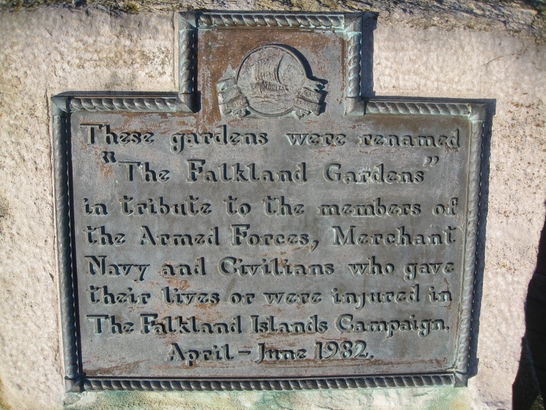 These gardens were renamed
"The Falkland Gardens"
in tribute to the members of
the Armed Forces, Merchant
Navy and Civilians who gave
their lives or were injured in
The Falkland Islands Campaign.
April - June 1982.